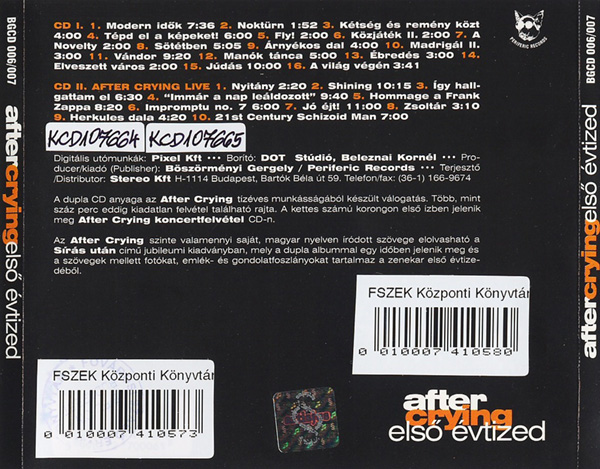 BGCD 006/007
aftercryingelső évtized
CD I. 1. Modern idők 7:36 2. Noktürn 1:52 3. Kétség és remény közt
4:00 4. Tépd el a képeket! 6:00 5. Fly! 2:00 6. Közjáték II. 2:00 7. A
Novelty 2:00 8. Sötétben 5:05 9. Árnyékos dal 4:00 10. Madrigál II.
3:00 11. Vándor 9:20 12. Manók tánca 5:00 13. Ébredés 3:00 14.
Elveszett város 2:00 15. Júdás 10:00 16. A világ végén 3:41
CD II. AFTER CRYING LIVE 1. Nyitány 2:20 2. Shining 10:15 3. Így hall-
gattam el 6:30 4. "Immár a nap leáldozott" 9:40 5. Hommage a Frank
Zappa 8:20 6. Impromptu no. 7 6:00 7. Jó éjt! 11:00 8. Zsoltár 3:10
9. Herkules dala 4:20 10. 21st Century Schizoid Man 7:00
KCD107664 KCD107665
Digitális utómunkák: Pixel Kft ··· Borító: DOT Stúdió, Beleznai Kornél ··· Pro-
ducer/kiadó (Publisher): Böszörményi Gergely / Periferic Records ··· Terjesztő
/Distributor: Stereo Kft H-1114 Budapest, Bartók Béla út 59. Telefon/fax: (36-1) 166-9674
A dupla CD anyaga az After Crying tízéves munkásságából készült válogatás. Több, mint
száz perc eddig kiadatlan felvétel található rajta. A kettes számú korongon első ízben jelenik
meg After Crying koncertfelvétel CD-n.
Az After Crying szinte valamennyi saját, magyar nyelven íródott szövege elolvasható a
Sírás után című jubileumi kiadványban, mely a dupla albummal egy időben jelenik meg és
a szövegek mellett fotókat, emlék- és gondolatfoszlányokat tartalmaz a zenekar első évtize-
déből.
PERIFERIC RECORDS
FSZEK Központi Könyvtár
0 010007 410580
FSZEK Központi Könyvtár
0 010007 410573
after
crying
első évtized
BGCD 006/007
aftercryingelső évtized